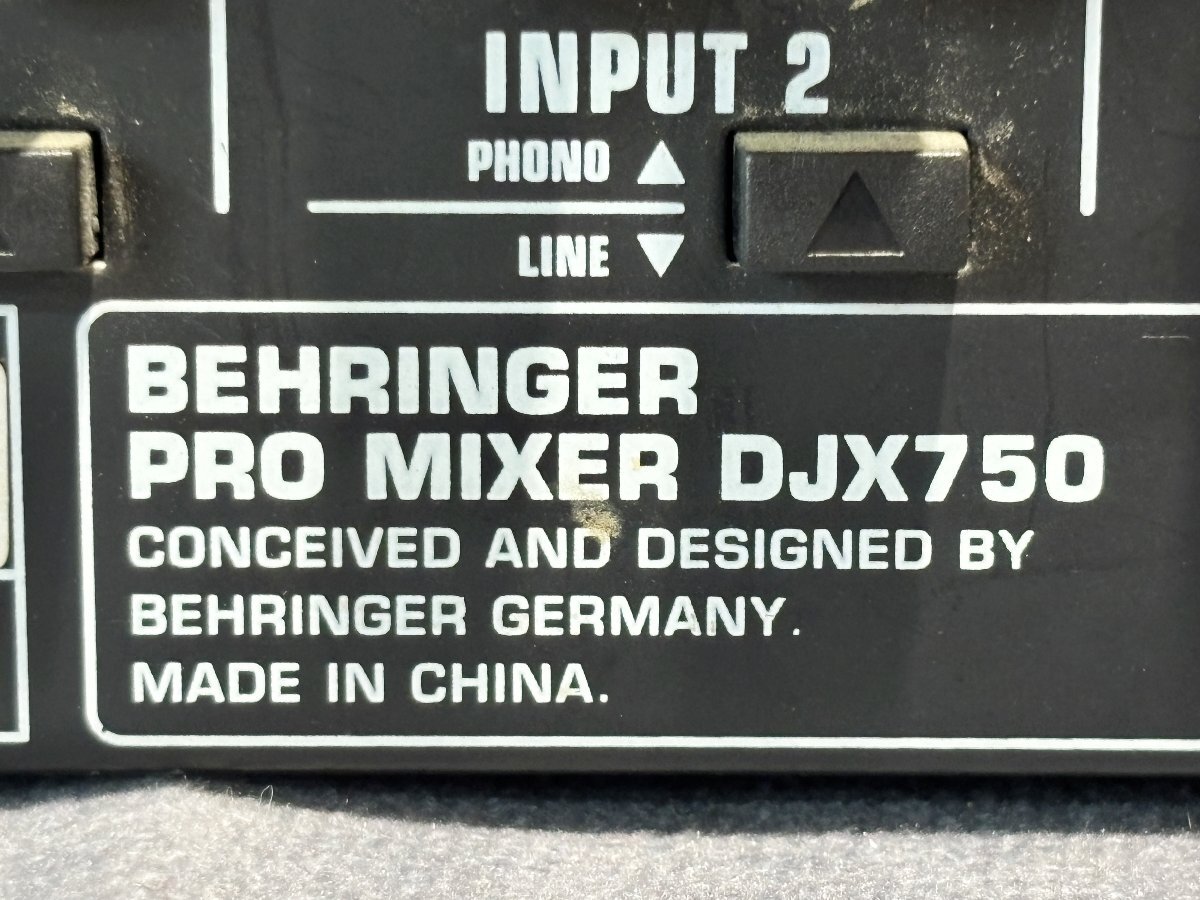 INPUT 2
PHONO ▲
LINE ▼
BEHRINGER
PRO MIXER DJX750
CONCEIVED AND DESIGNED BY
BEHRINGER GERMANY.
MADE IN CHINA.